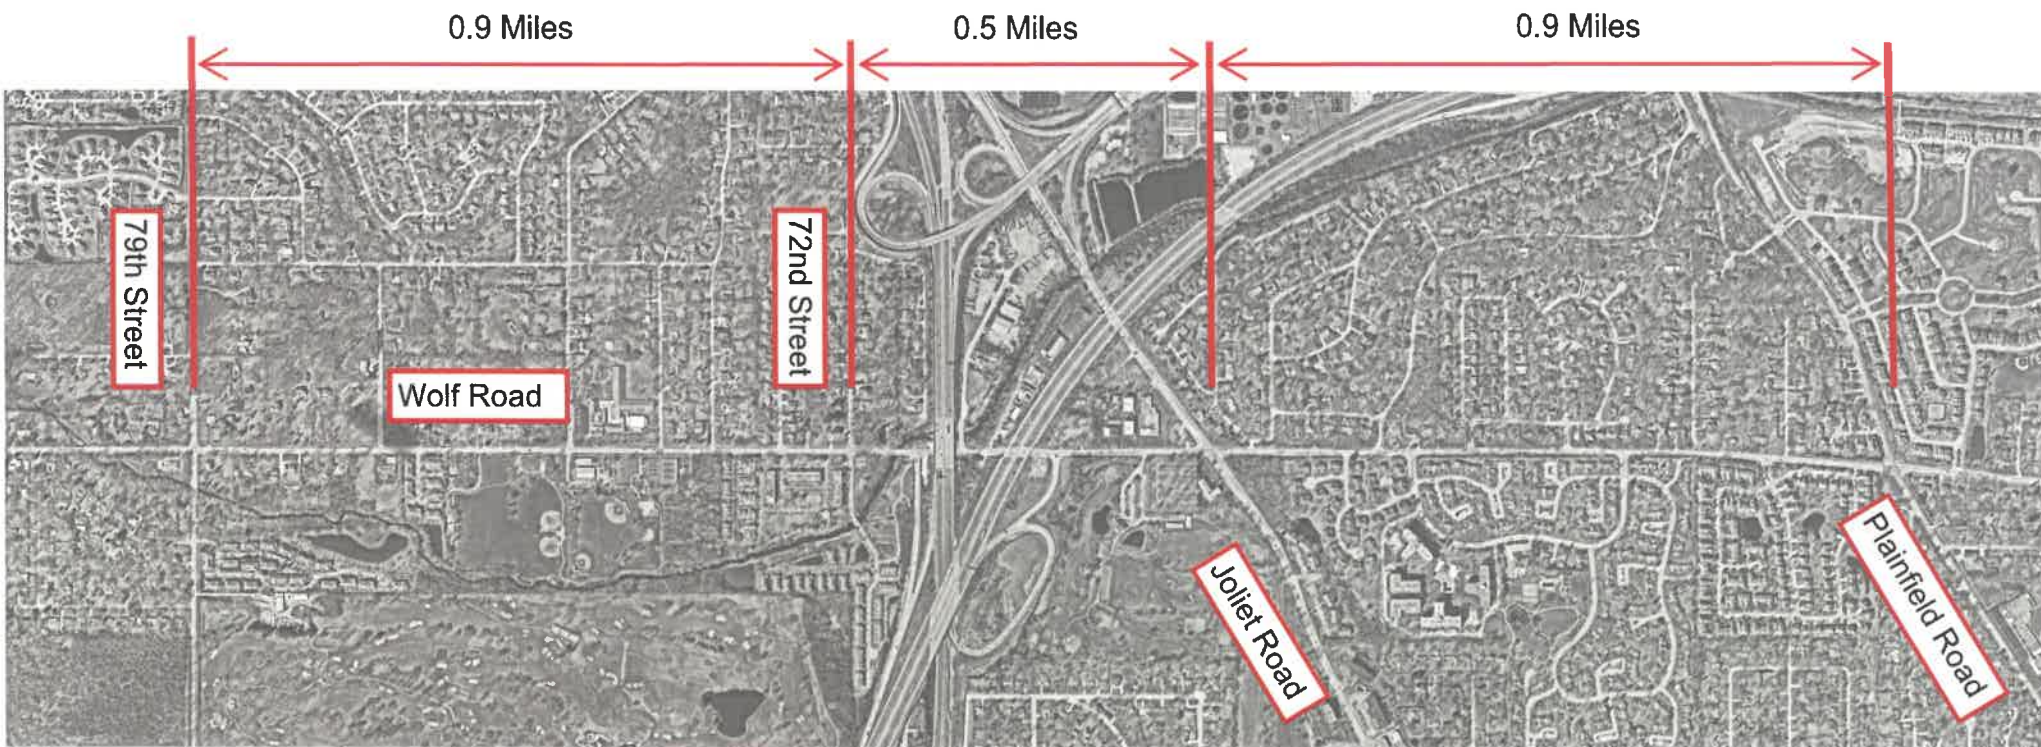 0.9 Miles
0.5 Miles
0.9 Miles
79th Street
72nd Street
Wolf Road
Joliet Road
Plainfield Road